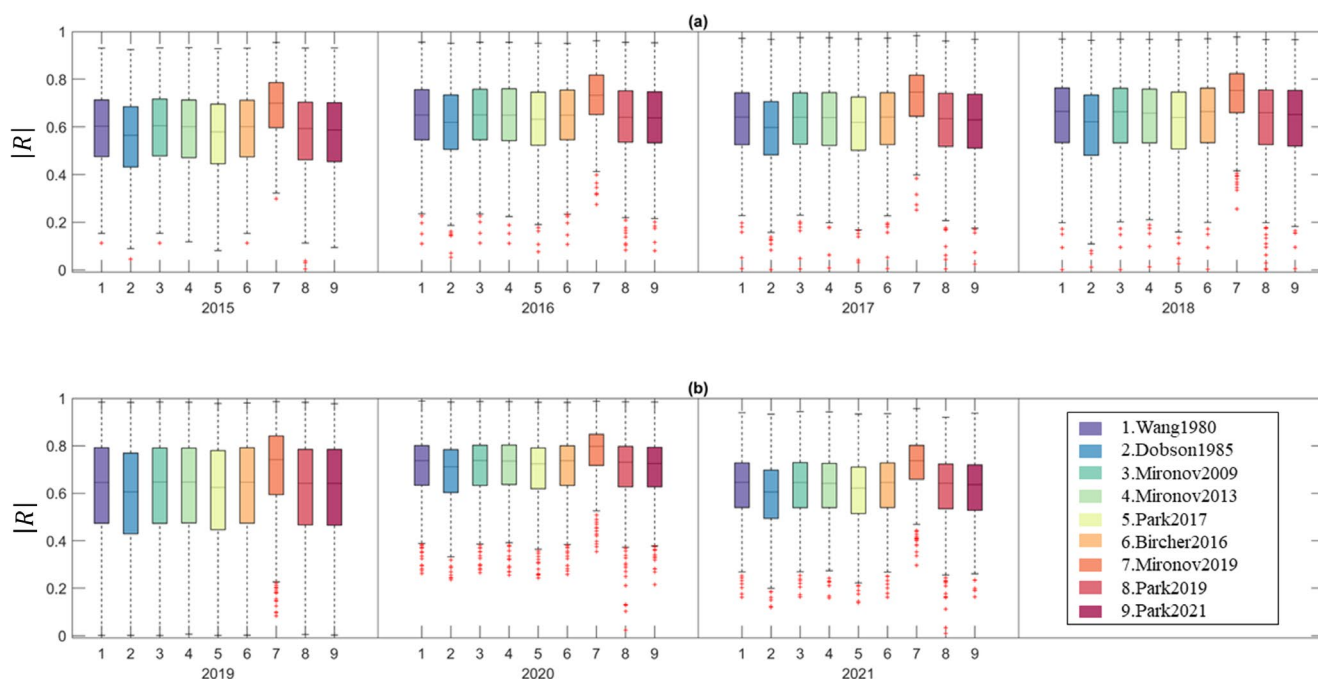 (a)
1
0.8
0.6
0.4
0.2
0
|R|
1 2 3 4 5 6 7 8 9 1 2 3 4 5 6 7 8 9 1 2 3 4 5 6 7 8 9 1 2 3 4 5 6 7 8 9
2015 2016 2017 2018
(b)
1
0.8
0.6
0.4
0.2
0
|R|
1.Wang1980
2.Dobson1985
3.Mironov2009
4.Mironov2013
5.Park2017
6.Bircher2016
7.Mironov2019
8.Park2019
9.Park2021
1 2 3 4 5 6 7 8 9 1 2 3 4 5 6 7 8 9 1 2 3 4 5 6 7 8 9
2019 2020 2021